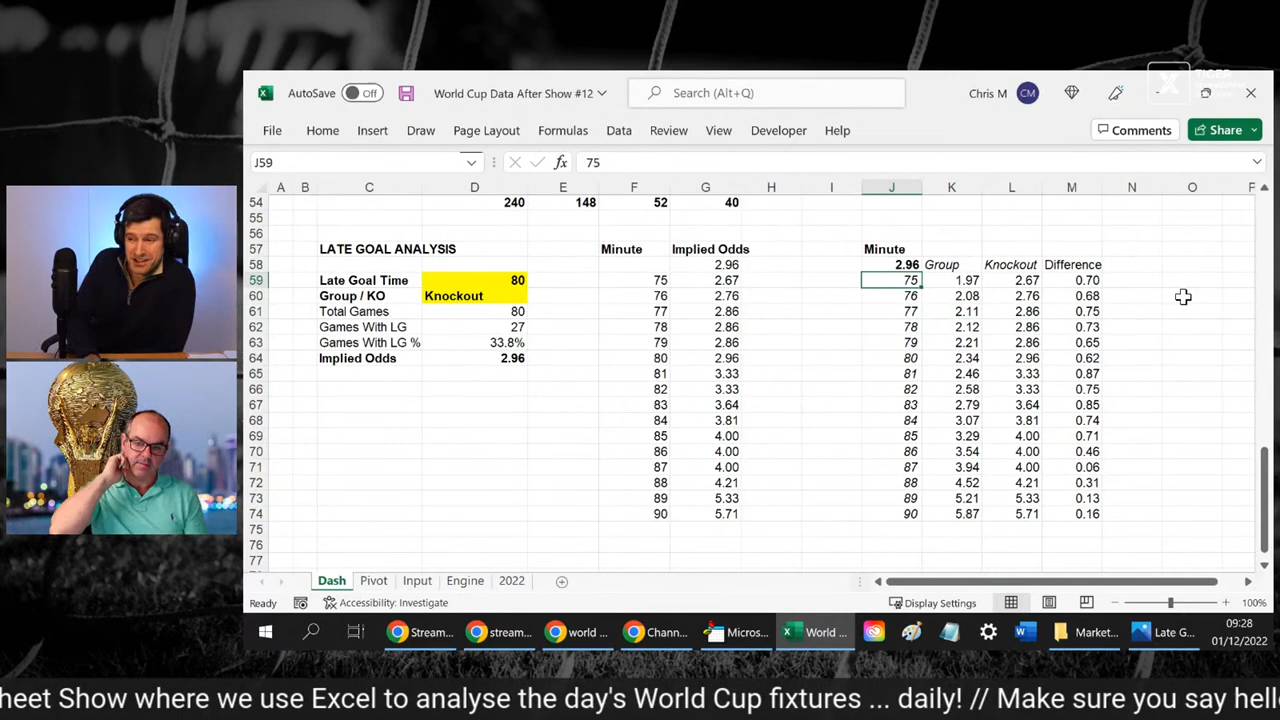 TIGER
AutoSave Off World Cup Data After Show #12 Search (Alt+Q) Chris M CM
File Home Insert Draw Page Layout Formulas Data Review View Developer Help Comments Share
J59 fx 75
A B C D E F G H I J K L M N O P
54 240 148 52 40
55
56
57 LATE GOAL ANALYSIS Minute Implied Odds Minute
58 2.96 2.96 Group Knockout Difference
59 Late Goal Time 80 75 2.67 75 1.97 2.67 0.70
60 Group / KO Knockout 76 2.76 76 2.08 2.76 0.68
61 Total Games 80 77 2.86 77 2.11 2.86 0.75
62 Games With LG 27 78 2.86 78 2.12 2.86 0.73
63 Games With LG % 33.8% 79 2.86 79 2.21 2.86 0.65
64 Implied Odds 2.96 80 2.96 80 2.34 2.96 0.62
65 81 3.33 81 2.46 3.33 0.87
66 82 3.33 82 2.58 3.33 0.75
67 83 3.64 83 2.79 3.64 0.85
68 84 3.81 84 3.07 3.81 0.74
69 85 4.00 85 3.29 4.00 0.71
70 86 4.00 86 3.54 4.00 0.46
71 87 4.00 87 3.94 4.00 0.06
72 88 4.21 88 4.52 4.21 0.31
73 89 5.33 89 5.21 5.33 0.13
74 90 5.71 90 5.87 5.71 0.16
75
76
77
Dash Pivot Input Engine 2022
Ready Accessibility: Investigate Display Settings 100%
Stream... stream... world ... Chann... Micros... World ... Market... Late G... 09:28
01/12/2022
heet Show where we use Excel to analyse the day's World Cup fixtures ... daily! // Make sure you say hell